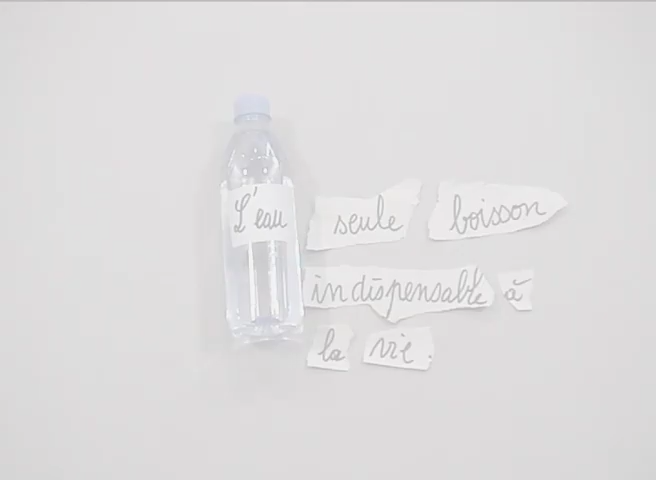 L'eau seule boisson
indispensable à
la vie.